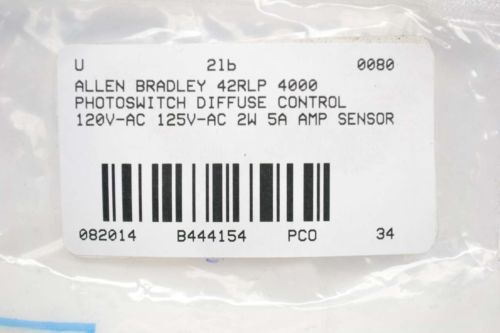 U 2lb 0080
ALLEN BRADLEY 42RLP 4000
PHOTOSWITCH DIFFUSE CONTROL
120V-AC 125V-AC 2W 5A AMP SENSOR
082014 B444154 PCO 34